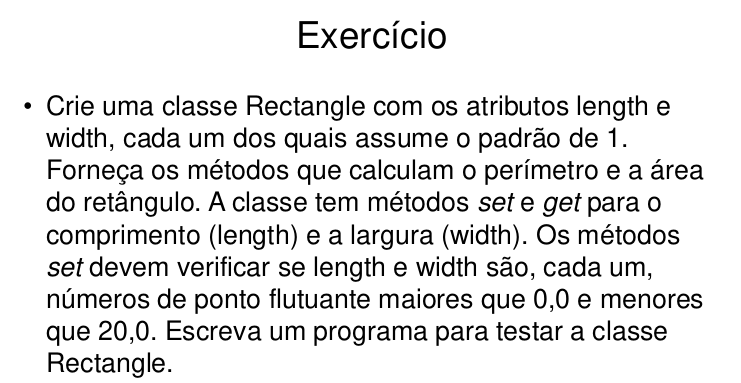 Exercício
• Crie uma classe Rectangle com os atributos length e
width, cada um dos quais assume o padrão de 1.
Forneça os métodos que calculam o perímetro e a área
do retângulo. A classe tem métodos set e get para o
comprimento (length) e a largura (width). Os métodos
set devem verificar se length e width são, cada um,
números de ponto flutuante maiores que 0,0 e menores
que 20,0. Escreva um programa para testar a classe
Rectangle.